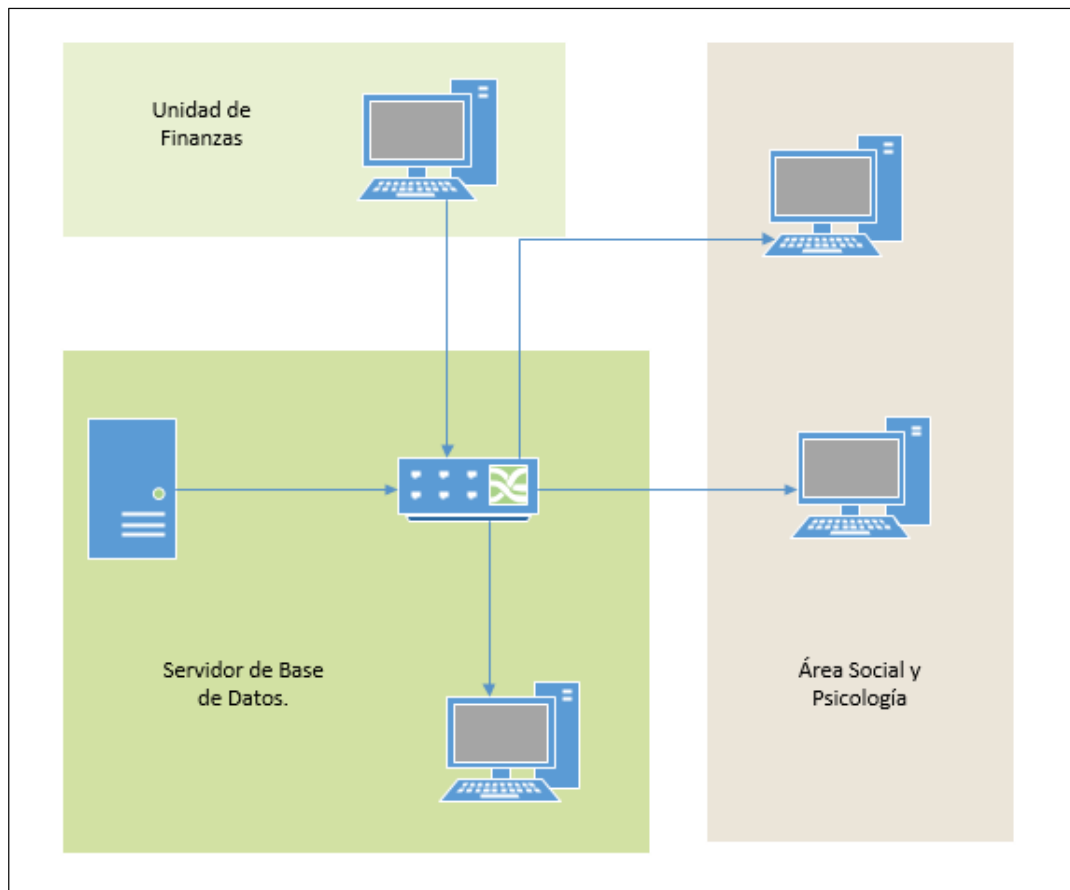 Unidad de
Finanzas
Servidor de Base
de Datos.
Área Social y
Psicología